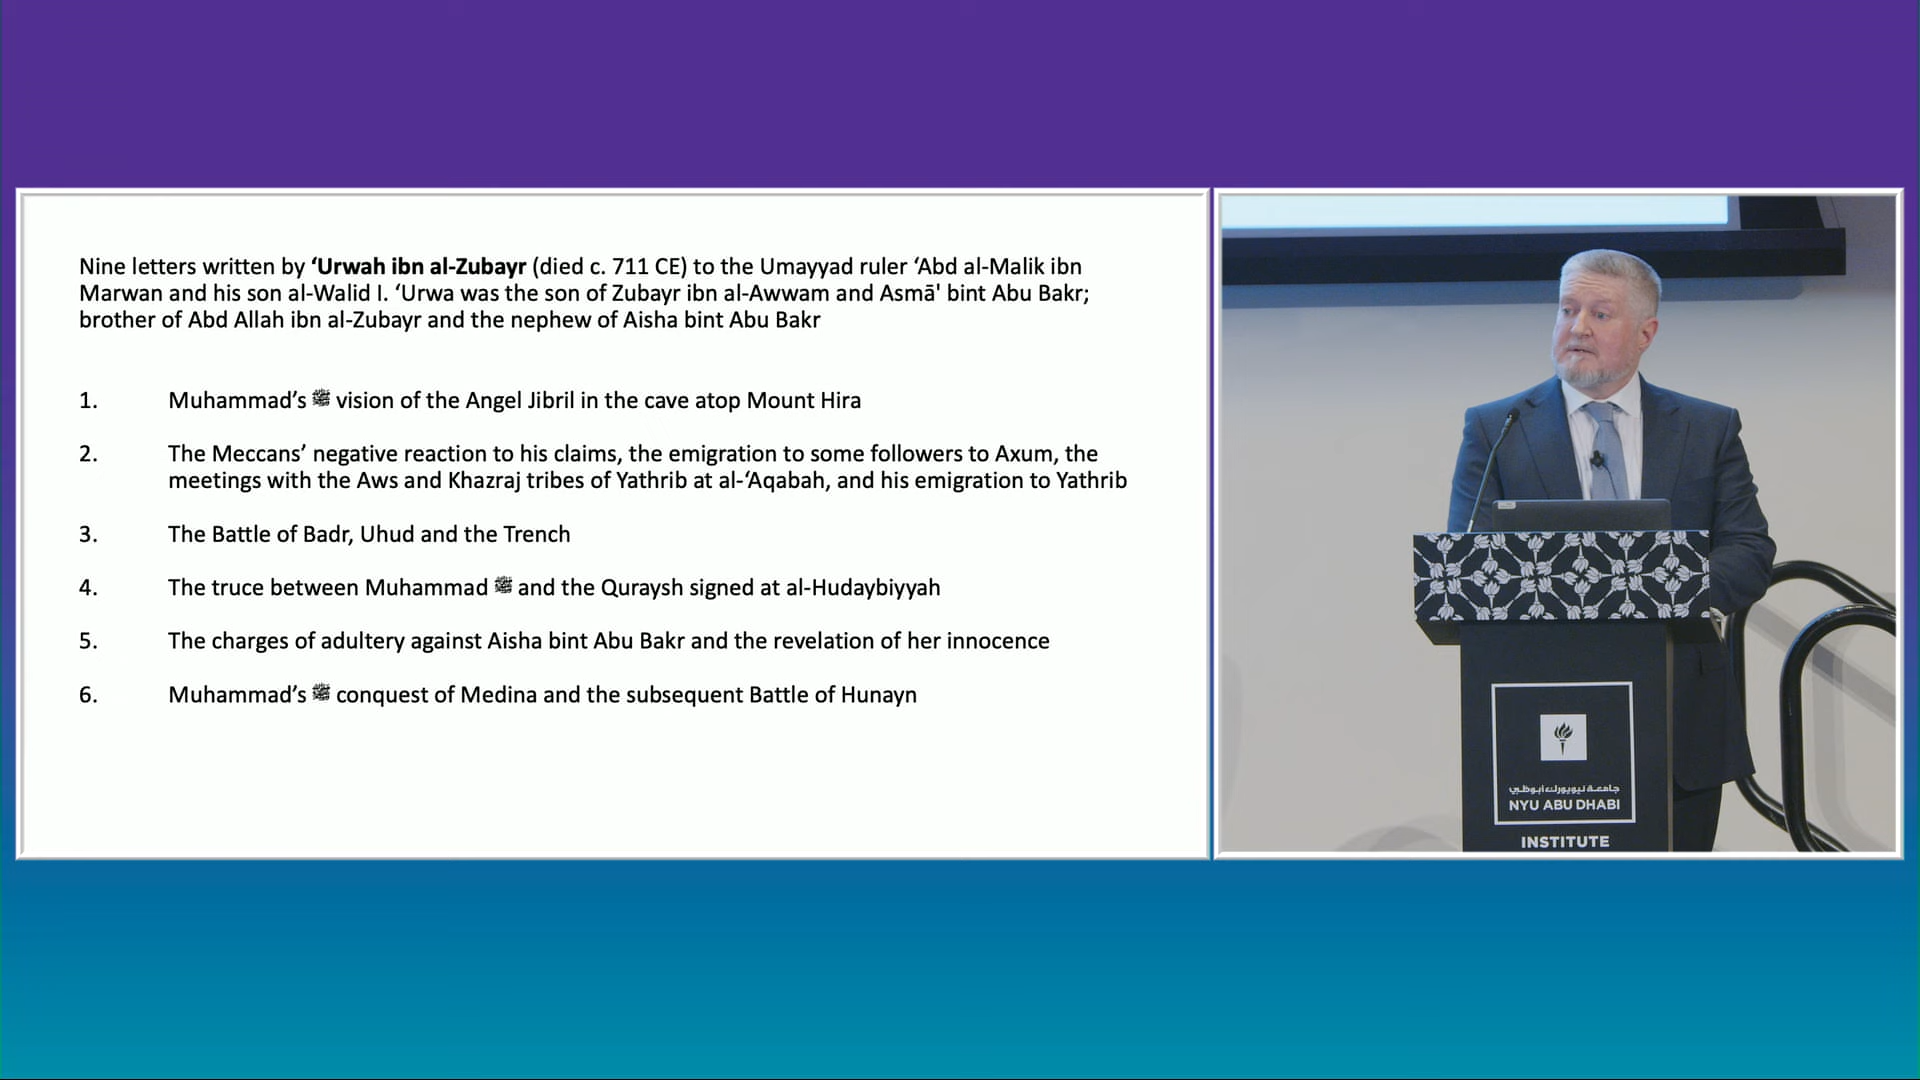 Nine letters written by ‘Urwah ibn al-Zubayr (died c. 711 CE) to the Umayyad ruler ‘Abd al-Malik ibn
Marwan and his son al-Walid I. ‘Urwa was the son of Zubayr ibn al-Awwam and Asmā' bint Abu Bakr;
brother of Abd Allah ibn al-Zubayr and the nephew of Aisha bint Abu Bakr
1. Muhammad’s ﷺ vision of the Angel Jibril in the cave atop Mount Hira
2. The Meccans’ negative reaction to his claims, the emigration to some followers to Axum, the
meetings with the Aws and Khazraj tribes of Yathrib at al-‘Aqabah, and his emigration to Yathrib
3. The Battle of Badr, Uhud and the Trench
4. The truce between Muhammad ﷺ and the Quraysh signed at al-Hudaybiyyah
5. The charges of adultery against Aisha bint Abu Bakr and the revelation of her innocence
6. Muhammad’s ﷺ conquest of Medina and the subsequent Battle of Hunayn
جامعة نيويورك أبوظبي
NYU ABU DHABI
INSTITUTE